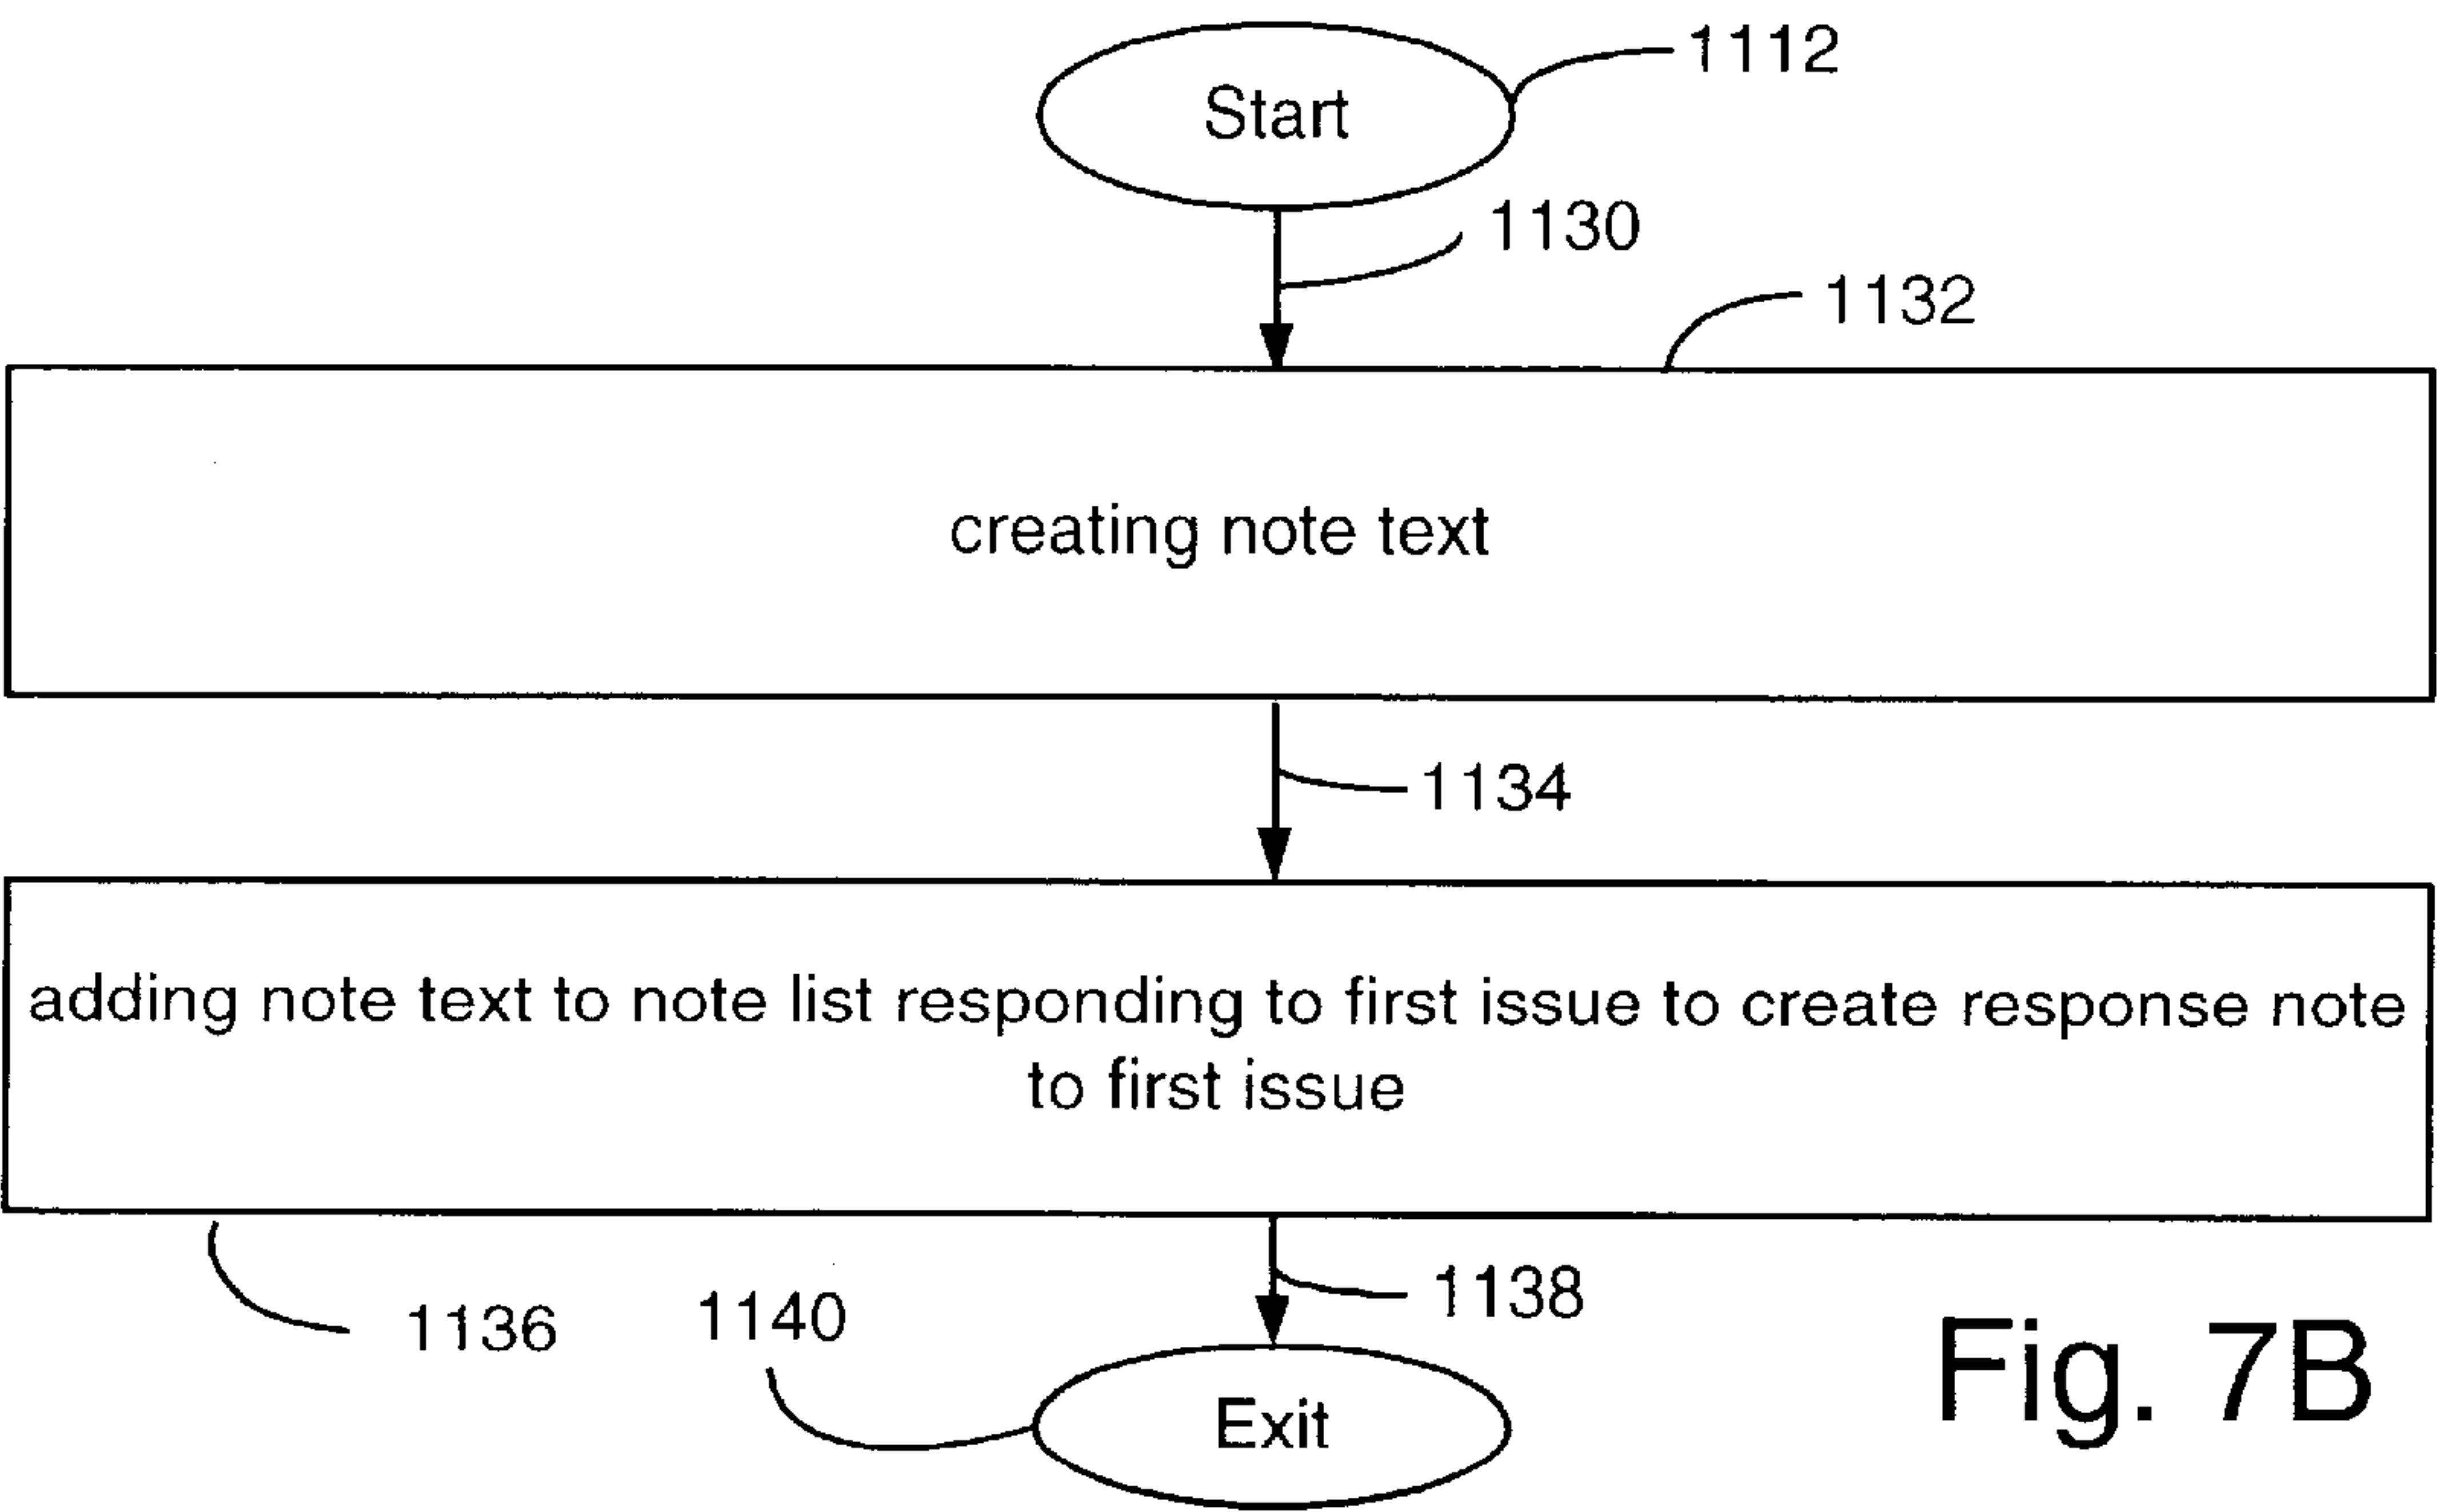 Start
1112
1130
1132
creating note text
1134
adding note text to note list responding to first issue to create response note
to first issue
1136
1140
1138
Exit
Fig. 7B